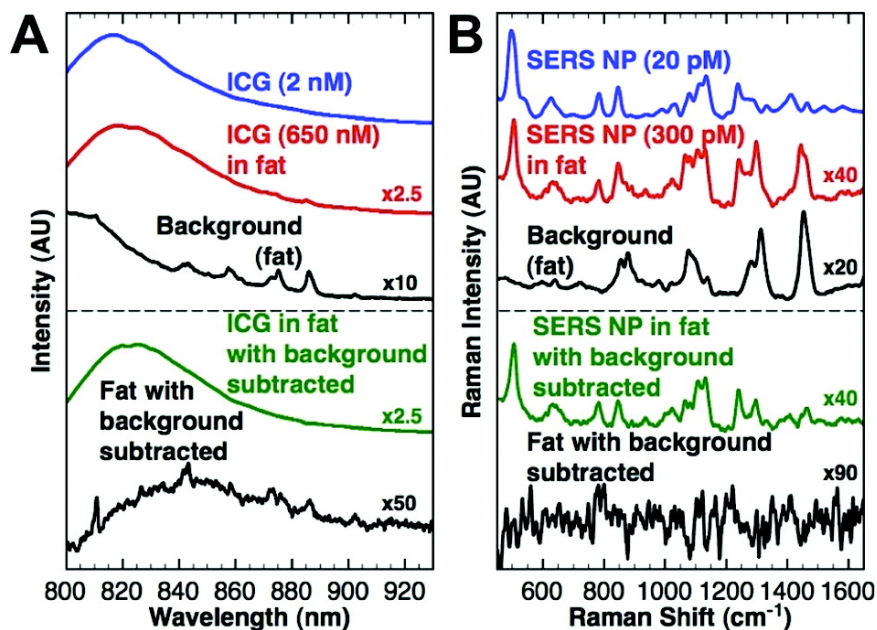 A
ICG (2 nM)
ICG (650 nM)
in fat
x2.5
Background
(fat)
x10
ICG in fat
with background
subtracted
x2.5
Fat with
background
subtracted
x50
Intensity (AU)
800 820 840 860 880 900 920
Wavelength (nm)
B
SERS NP (20 pM)
SERS NP (300 pM)
in fat
x40
Background
(fat)
x20
SERS NP in fat
with background
subtracted
x40
Fat with background
subtracted
x90
Raman Intensity (AU)
600 800 1000 1200 1400 1600
Raman Shift (cm⁻¹)